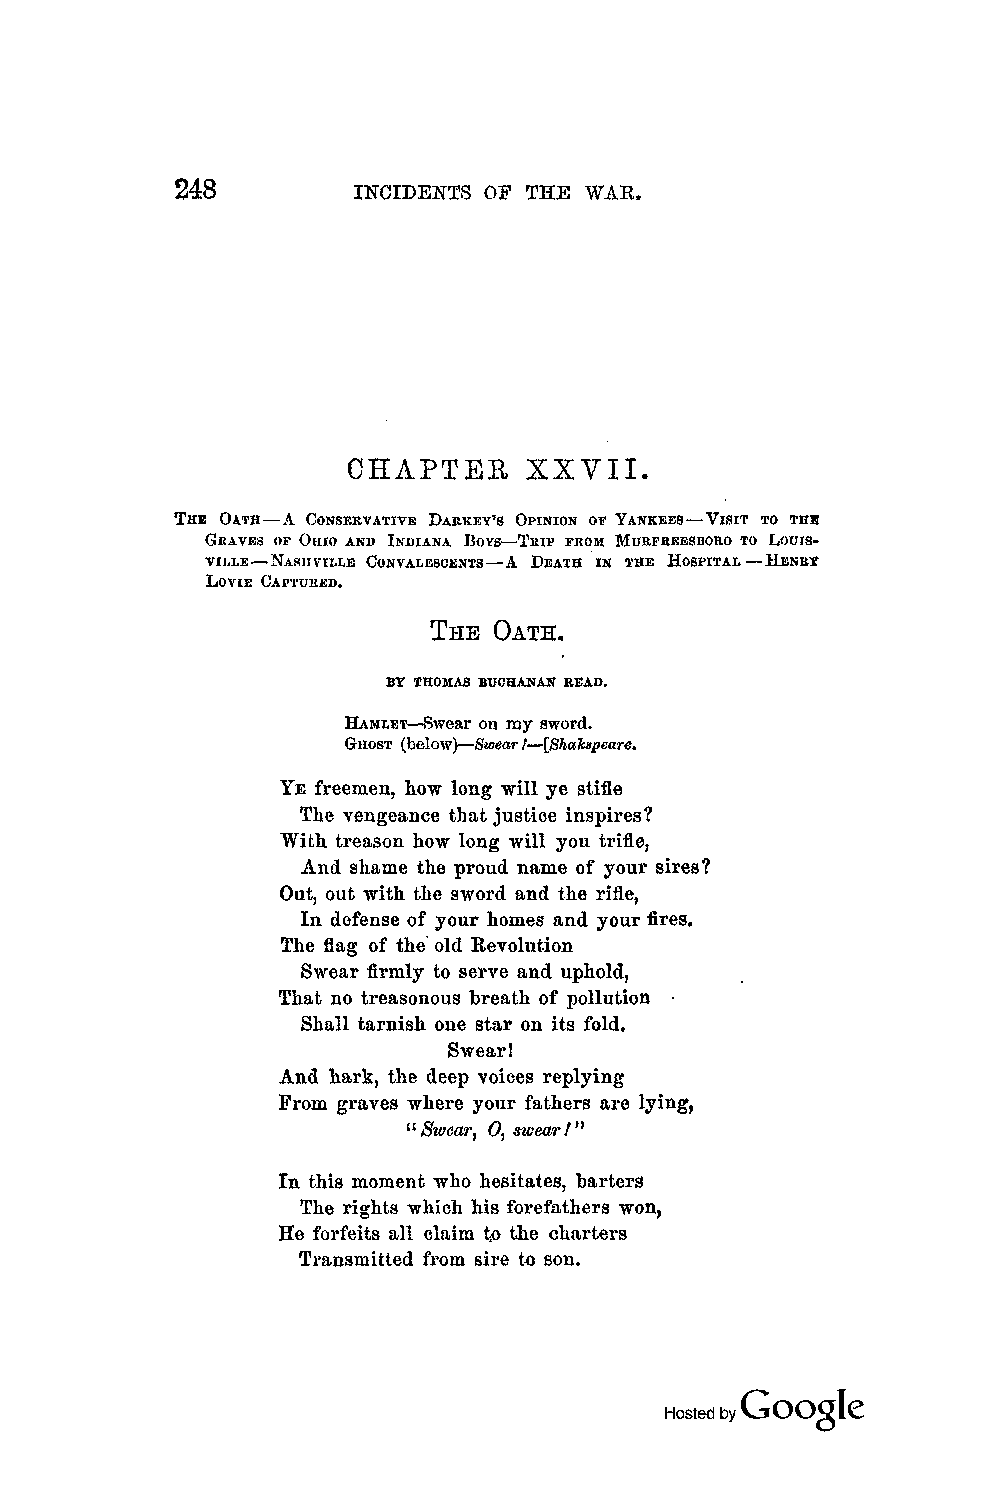 248 INCIDENTS OF THE WAR.
CHAPTER XXVII.
THE OATH—A CONSERVATIVE DARKEY'S OPINION OF YANKEES—VISIT TO THE
GRAVES OF OHIO AND INDIANA BOYS—TRIP FROM MURFREESBORO TO LOUIS-
VILLE—NASHVILLE CONVALESCENTS—A DEATH IN THE HOSPITAL—HENRY
LOVIE CAPTURED.
THE OATH.
BY THOMAS BUCHANAN READ.
HAMLET—Swear on my sword.
GHOST (below)—Swear!—[Shakspeare.
YE freemen, how long will ye stifle
The vengeance that justice inspires?
With treason how long will you trifle,
And shame the proud name of your sires?
Out, out with the sword and the rifle,
In defense of your homes and your fires.
The flag of the old Revolution
Swear firmly to serve and uphold,
That no treasonous breath of pollution
Shall tarnish one star on its fold.
Swear!
And hark, the deep voices replying
From graves where your fathers are lying,
"Swear, O, swear!"
In this moment who hesitates, barters
The rights which his forefathers won,
He forfeits all claim to the charters
Transmitted from sire to son.
Hosted by Google